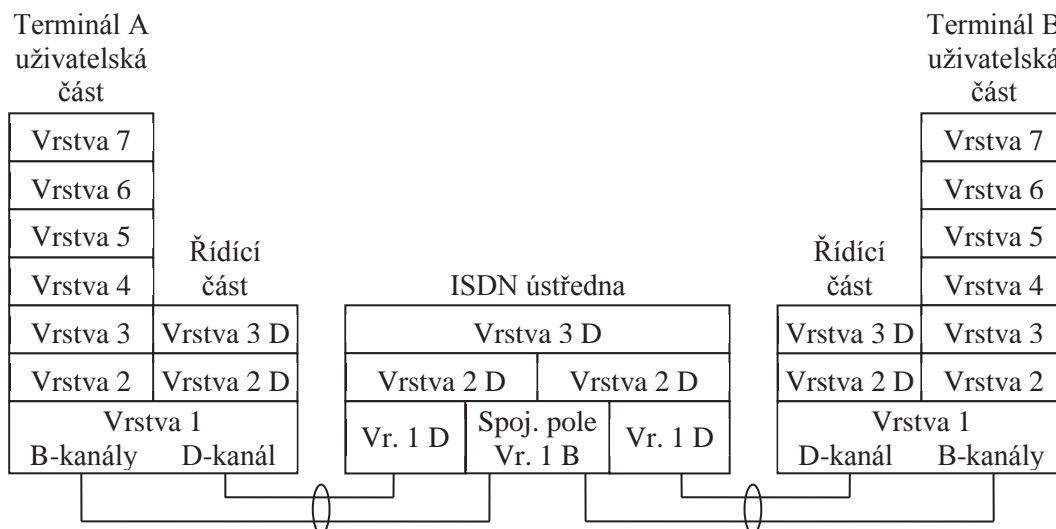 Terminál A
uživatelská
část
Terminál B
uživatelská
část
Vrstva 7
Vrstva 7
Vrstva 6
Vrstva 6
Vrstva 5
Řídící
Řídící
Vrstva 5
Vrstva 4
část
ISDN ústředna
část
Vrstva 4
Vrstva 3
Vrstva 3 D
Vrstva 3 D
Vrstva 3 D
Vrstva 3
Vrstva 2
Vrstva 2 D
Vrstva 2 D
Vrstva 2 D
Vrstva 2 D
Vrstva 2
Vrstva 1
B-kanály D-kanál
Vr. 1 D
Spoj. pole
Vr. 1 B
Vr. 1 D
Vrstva 1
D-kanál B-kanály